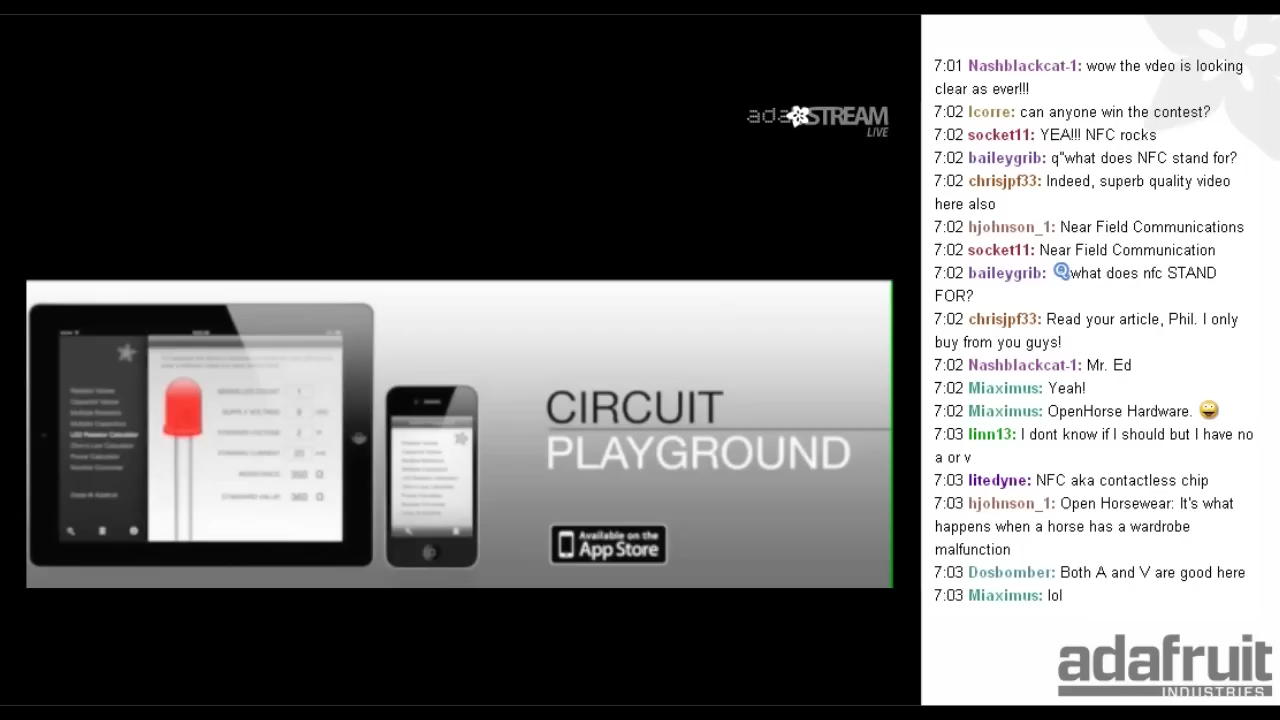 adaSTREAM
LIVE
CIRCUIT
PLAYGROUND
Available on the
App Store
7:01 Nashblackcat-1: wow the vdeo is looking
clear as ever!!!
7:02 lcorre: can anyone win the contest?
7:02 socket11: YEA!!! NFC rocks
7:02 baileygrib: q"what does NFC stand for?
7:02 chrisjpf33: Indeed, superb quality video
here also
7:02 hjohnson_1: Near Field Communications
7:02 socket11: Near Field Communication
7:02 baileygrib: Q what does nfc STAND
FOR?
7:02 chrisjpf33: Read your article, Phil. I only
buy from you guys!
7:02 Nashblackcat-1: Mr. Ed
7:02 Miaximus: Yeah!
7:02 Miaximus: OpenHorse Hardware.
7:03 linn13: I dont know if I should but I have no
a or v
7:03 litedyne: NFC aka contactless chip
7:03 hjohnson_1: Open Horsewear: It's what
happens when a horse has a wardrobe
malfunction
7:03 Dosbomber: Both A and V are good here
7:03 Miaximus: lol
adafruit
INDUSTRIES